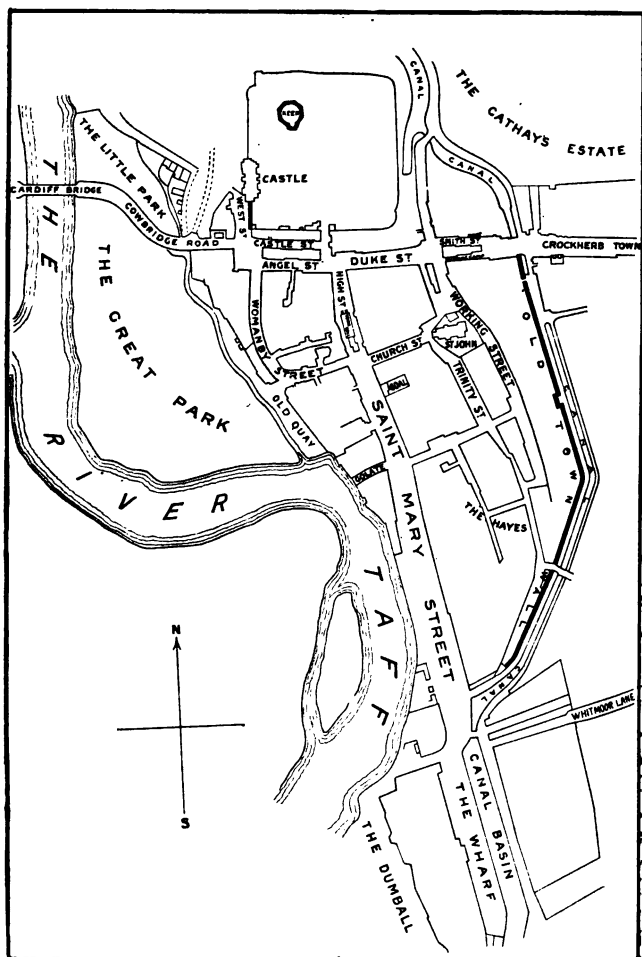 KEEP
CANAL
THE CATHAY'S ESTATE
CANAL
THE LITTLE PARK
CASTLE
CARDIFF BRIDGE
COWBRIDGE ROAD
WEST ST
CASTLE ST
SMITH ST
CROCKHERB TOWN
ANGEL ST
DUKE ST
THE GREAT PARK
WOMANBY
STREET
HIGH ST
CHURCH ST
ST JOHN
WORKING STREET
TRINITY ST
OLD TOWN WALL
CANAL
OLD QUAY
GOLATE
THE HAYES
SAINT MARY STREET
THE RIVER TAFF
CANAL
WHITMOOR LANE
N
S
CANAL BASIN
THE WHARF
THE DUMBALL